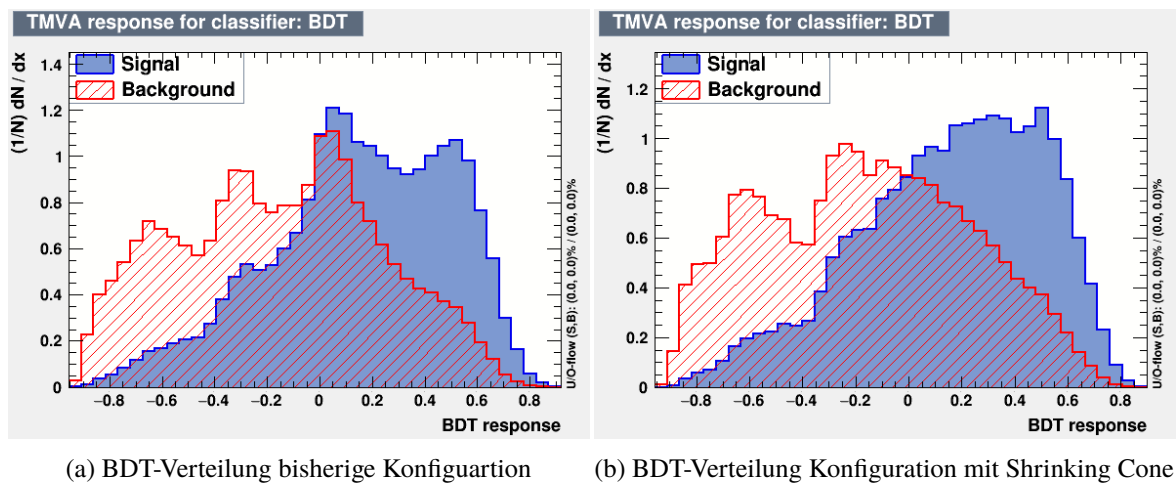 TMVA response for classifier: BDT
(1/N) dN / dx
Signal
Background
1.4
1.2
1
0.8
0.6
0.4
0.2
0
−0.8 −0.6 −0.4 −0.2 0 0.2 0.4 0.6 0.8
BDT response
U/O-flow (S,B): (0.0, 0.0)% / (0.0, 0.0)%
(a) BDT-Verteilung bisherige Konfiguartion
TMVA response for classifier: BDT
(1/N) dN / dx
Signal
Background
1.2
1
0.8
0.6
0.4
0.2
0
−0.8 −0.6 −0.4 −0.2 0 0.2 0.4 0.6 0.8
BDT response
U/O-flow (S,B): (0.0, 0.0)% / (0.0, 0.0)%
(b) BDT-Verteilung Konfiguration mit Shrinking Cone